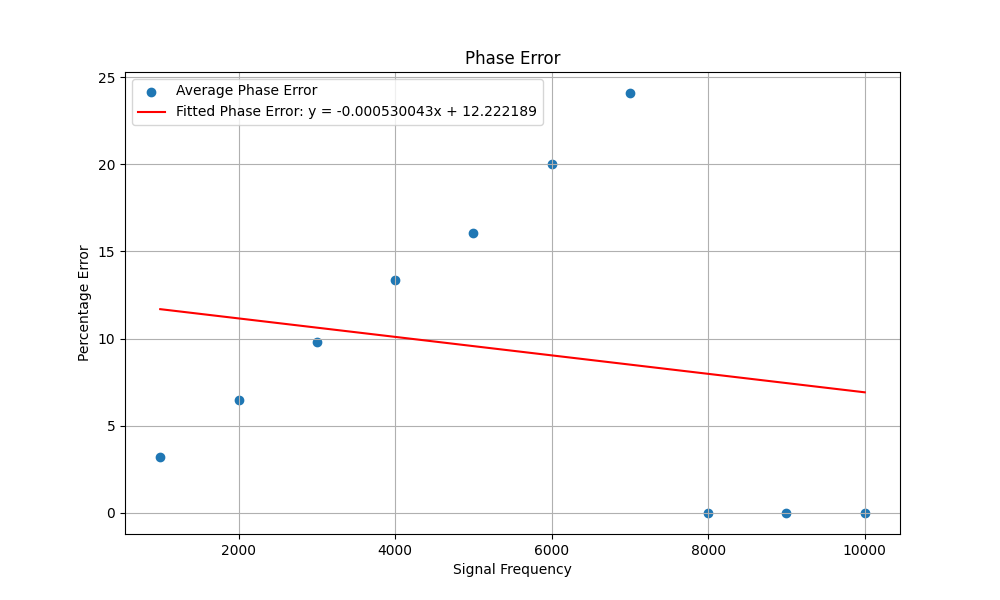 Phase Error
Average Phase Error
Fitted Phase Error: y = -0.000530043x + 12.222189
Percentage Error
25
20
15
10
5
0
2000 4000 6000 8000 10000
Signal Frequency